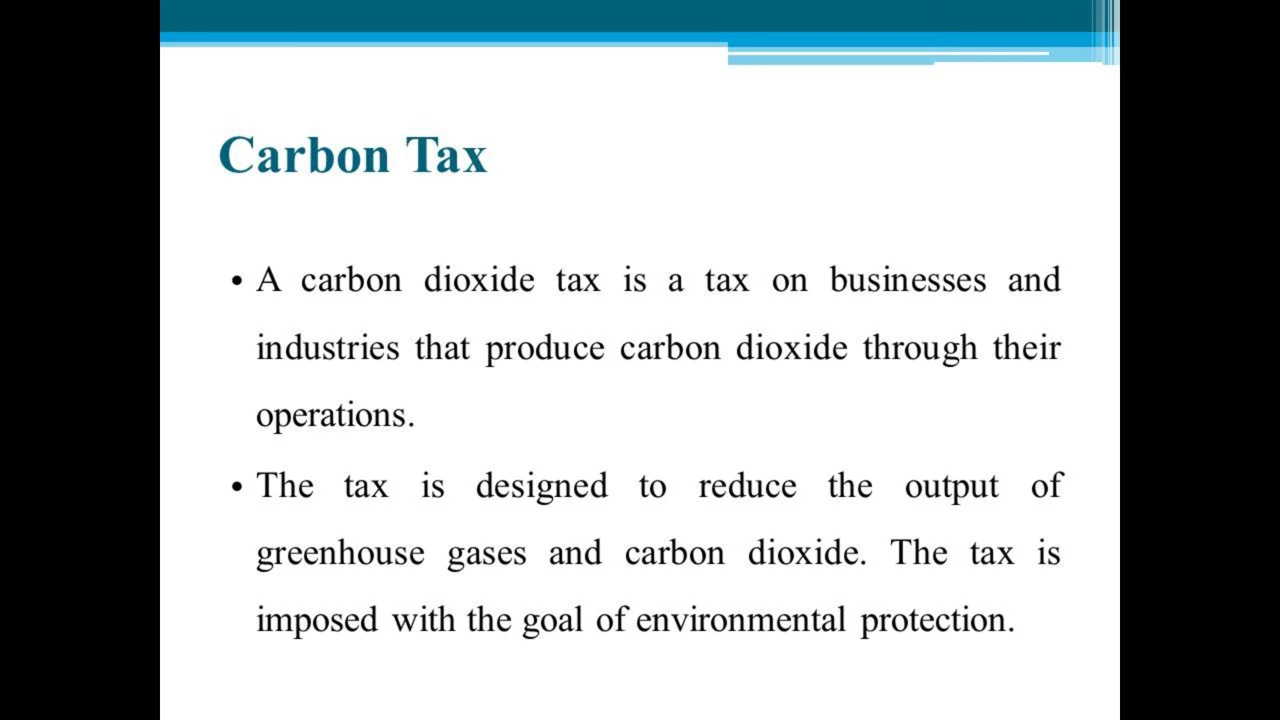 Carbon Tax
• A carbon dioxide tax is a tax on businesses and
industries that produce carbon dioxide through their
operations.
• The tax is designed to reduce the output of
greenhouse gases and carbon dioxide. The tax is
imposed with the goal of environmental protection.